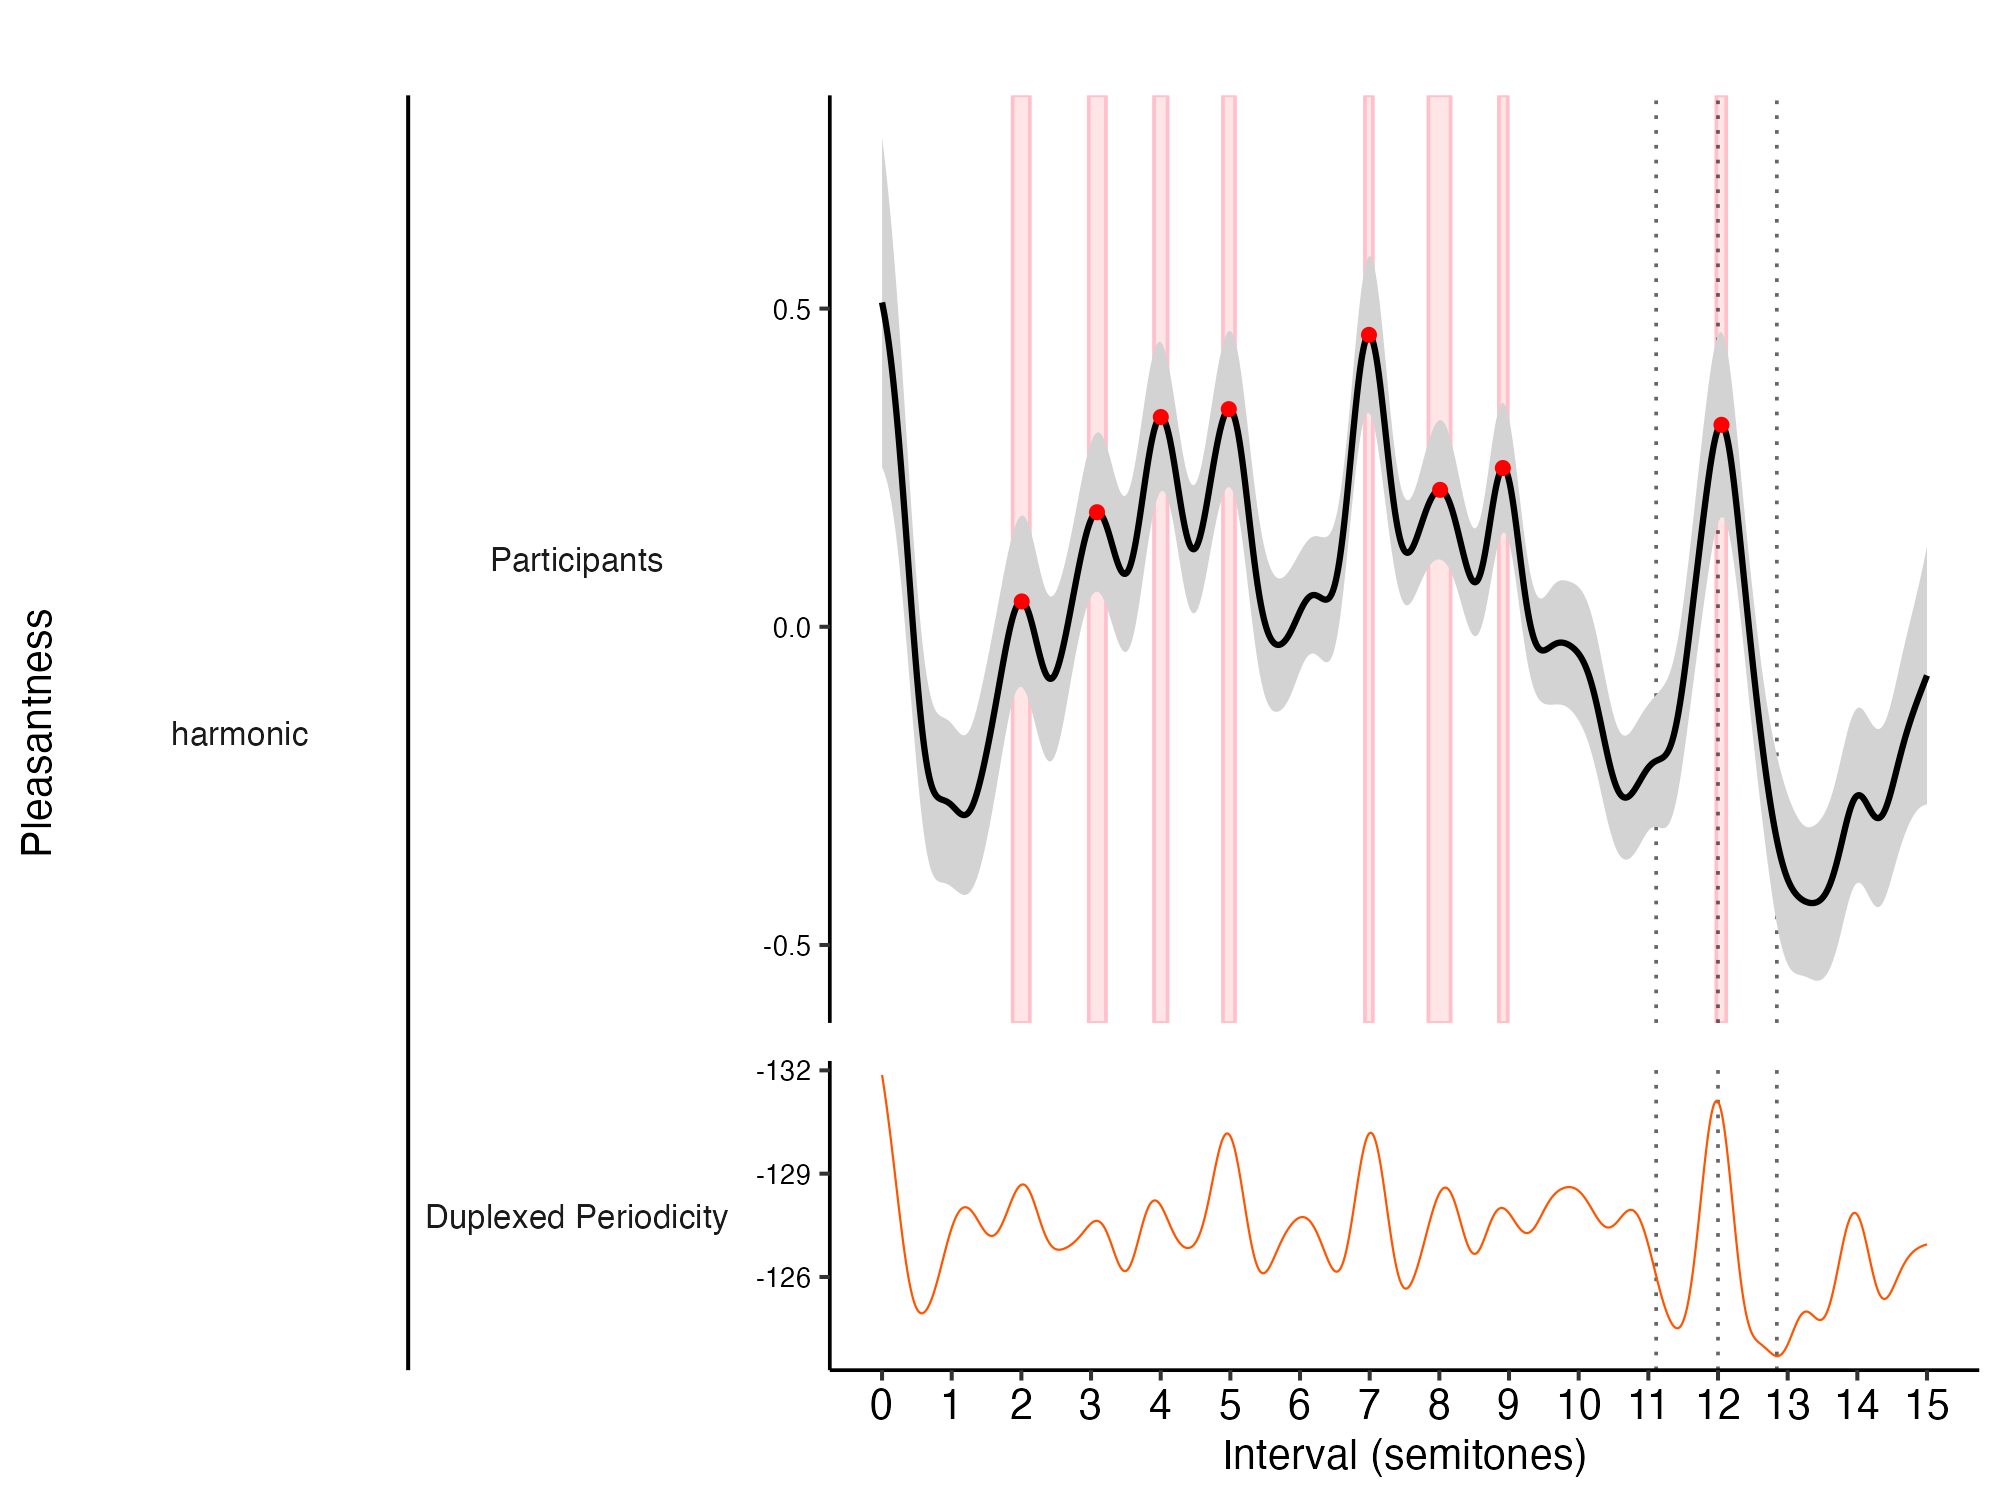 Pleasantness
harmonic
Participants
0.5
0.0
-0.5
Duplexed Periodicity
-132
-129
-126
0 1 2 3 4 5 6 7 8 9 10 11 12 13 14 15
Interval (semitones)